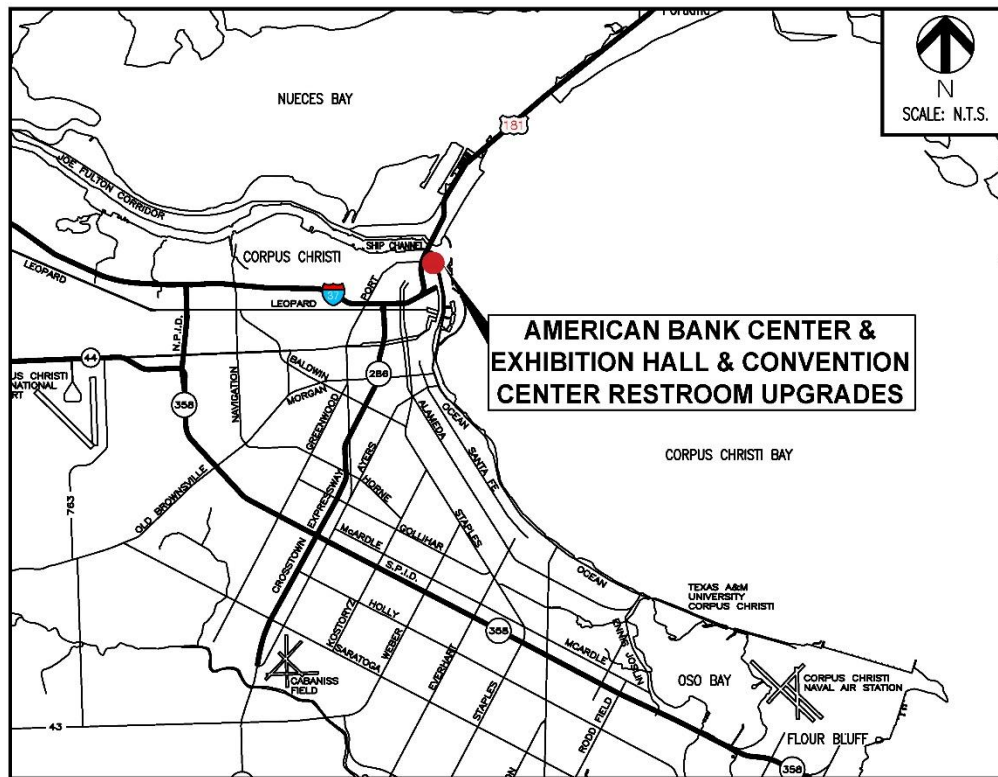 N
SCALE: N.T.S.
NUECES BAY
181
JOE FULTON CORRIDOR
SHIP CHANNEL
CORPUS CHRISTI
LEOPARD
PORT
37
LEOPARD
N.P.I.D.
AMERICAN BANK CENTER &
EXHIBITION HALL & CONVENTION
CENTER RESTROOM UPGRADES
44
BALDWIN
286
NAVIGATION
MORGAN
358
GREENWOOD
ALAMEDA
OCEAN
SANTA FE
CORPUS CHRISTI BAY
AYERS
HORNE
EXPRESSWAY
OLD BROWNSVILLE
763
GOLLIHAR
STAPLES
McARDLE
S.P.I.D.
CROSSTOWN
OCEAN
TEXAS A&M
UNIVERSITY
CORPUS CHRISTI
KOSTORYZ
HOLLY
WEBER
358
MCARDLE
ENNIS JOSLIN
SARATOGA
EVERHART
STAPLES
RODD FIELD
OSO BAY
CABANISS
FIELD
CORPUS CHRISTI
NAVAL AIR STATION
43
FLOUR BLUFF
358